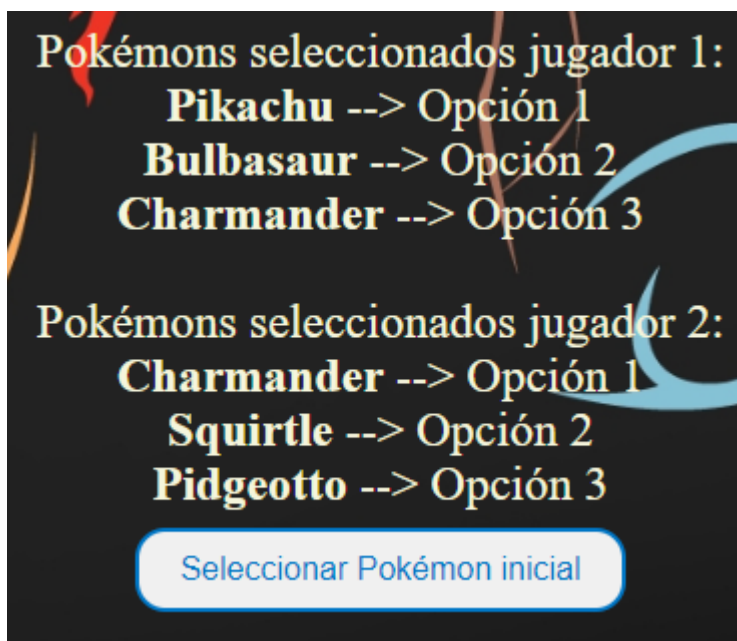 Pokémons seleccionados jugador 1:
Pikachu --> Opción 1
Bulbasaur --> Opción 2
Charmander --> Opción 3
Pokémons seleccionados jugador 2:
Charmander --> Opción 1
Squirtle --> Opción 2
Pidgeotto --> Opción 3
Seleccionar Pokémon inicial